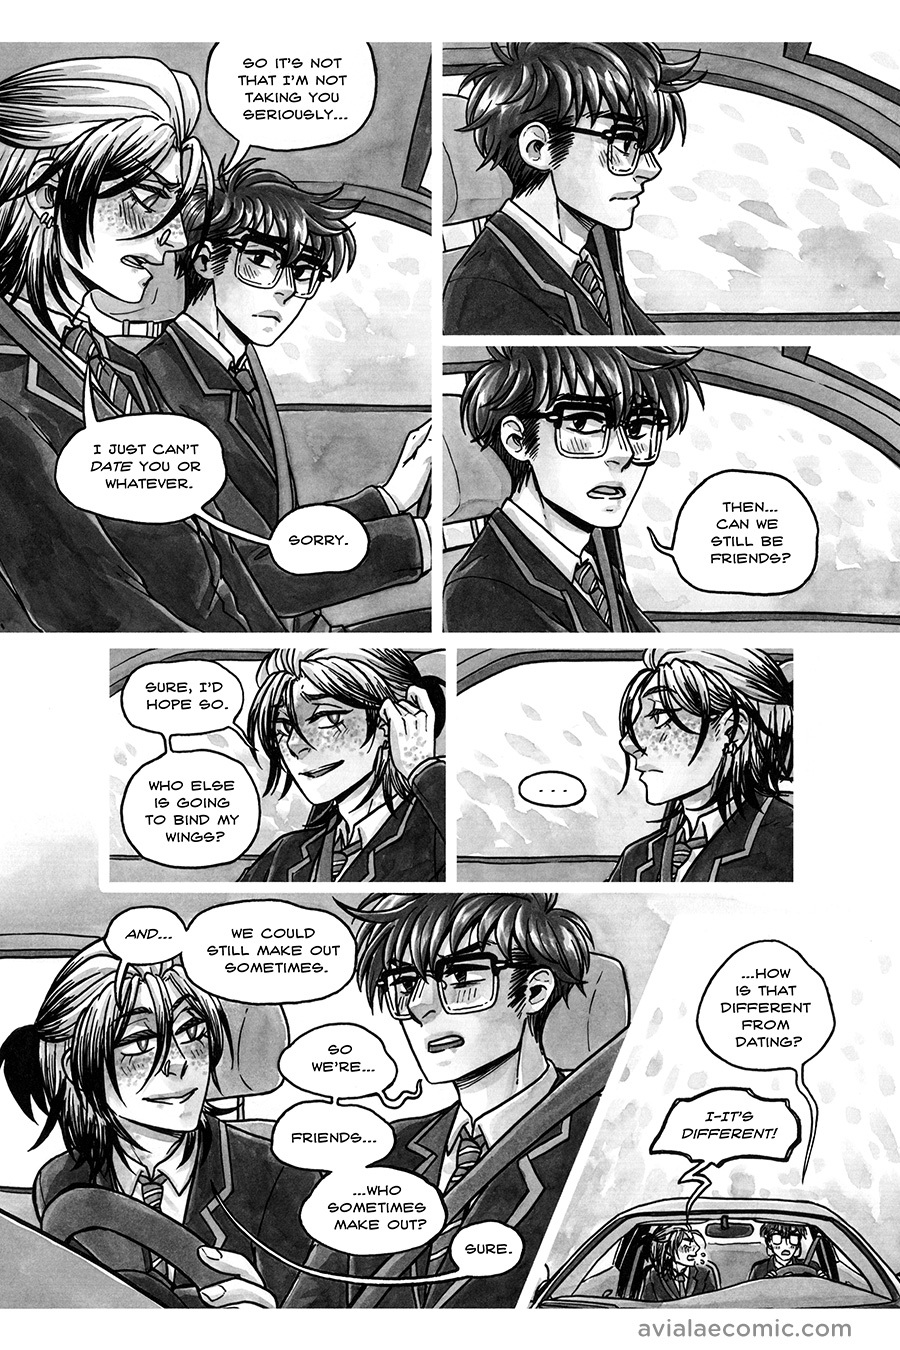 SO IT'S NOT
THAT I'M NOT
TAKING YOU
SERIOUSLY...
I JUST CAN'T
DATE YOU OR
WHATEVER.
SORRY.
THEN...
CAN WE
STILL BE
FRIENDS?
SURE, I'D
HOPE SO.
WHO ELSE
IS GOING
TO BIND MY
WINGS?
...
AND...
WE COULD
STILL MAKE OUT
SOMETIMES.
SO
WE'RE...
FRIENDS...
...WHO
SOMETIMES
MAKE OUT?
SURE.
...HOW
IS THAT
DIFFERENT
FROM
DATING?
I-IT'S
DIFFERENT!
avialaecomic.com